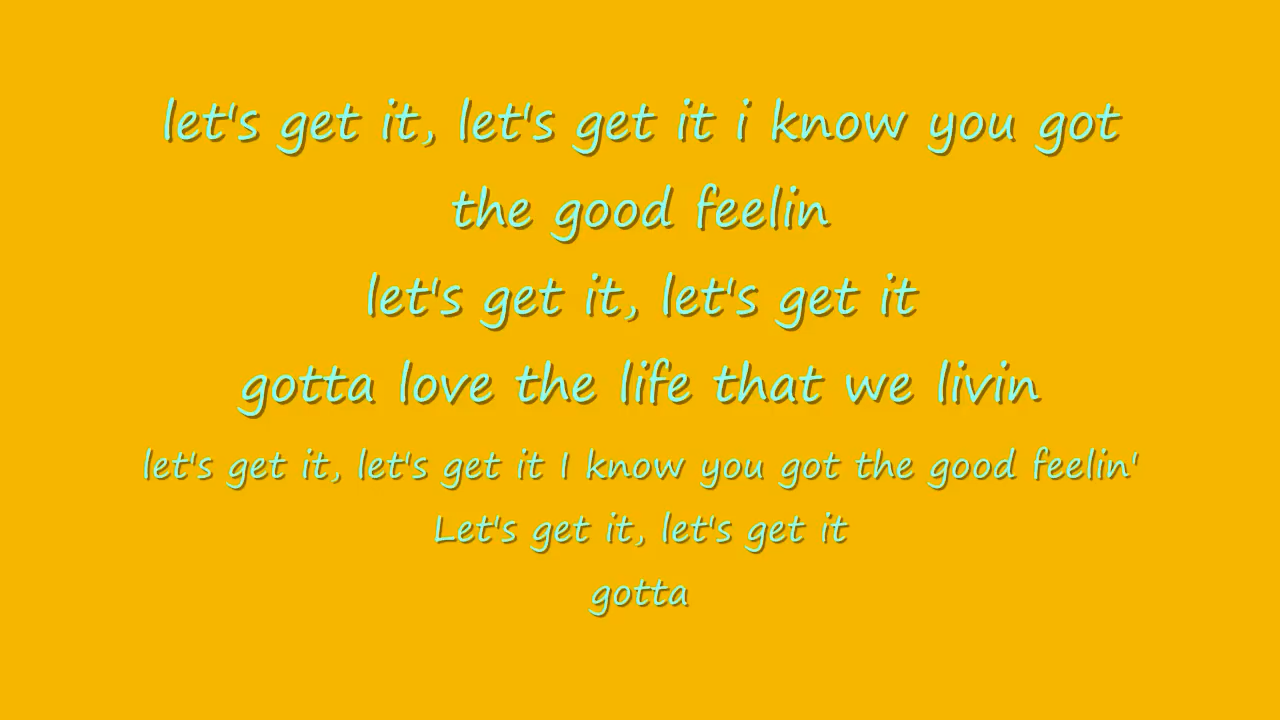 let's get it, let's get it i know you got
the good feelin
let's get it, let's get it
gotta love the life that we livin
let's get it, let's get it I know you got the good feelin'
Let's get it, let's get it
gotta